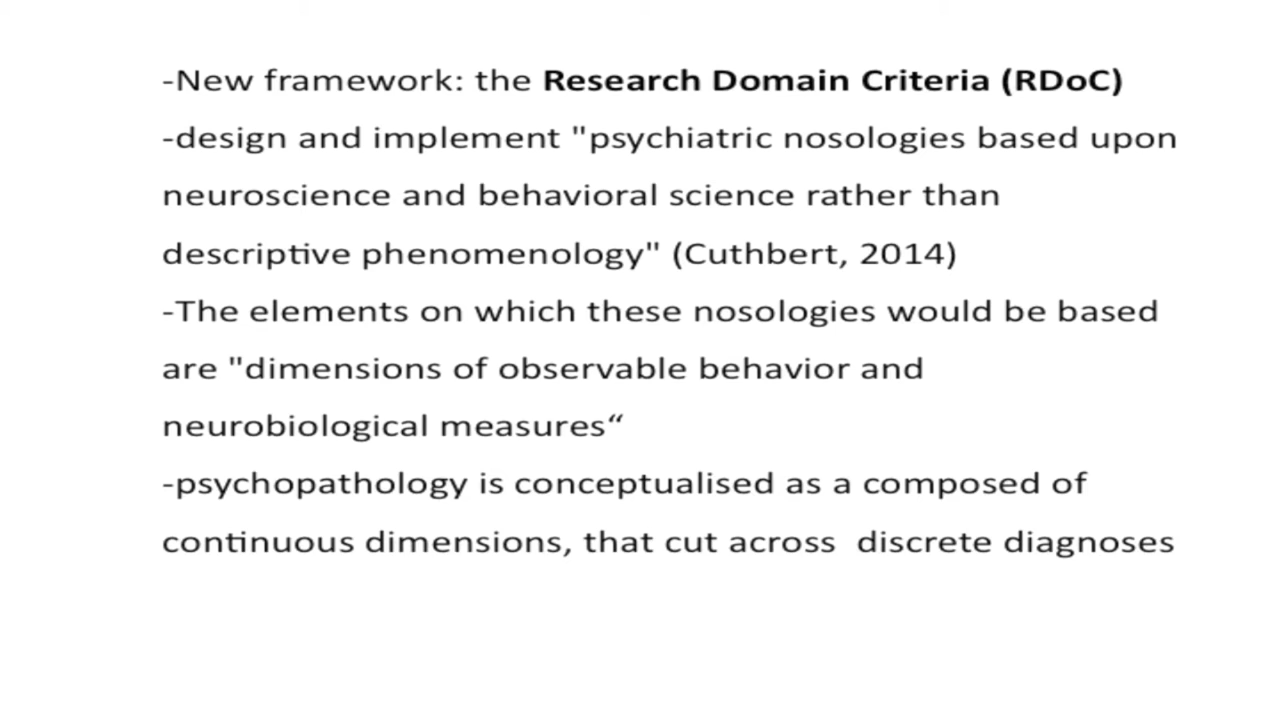 -New framework: the Research Domain Criteria (RDoC)
-design and implement "psychiatric nosologies based upon
neuroscience and behavioral science rather than
descriptive phenomenology" (Cuthbert, 2014)
-The elements on which these nosologies would be based
are "dimensions of observable behavior and
neurobiological measures“
-psychopathology is conceptualised as a composed of
continuous dimensions, that cut across  discrete diagnoses